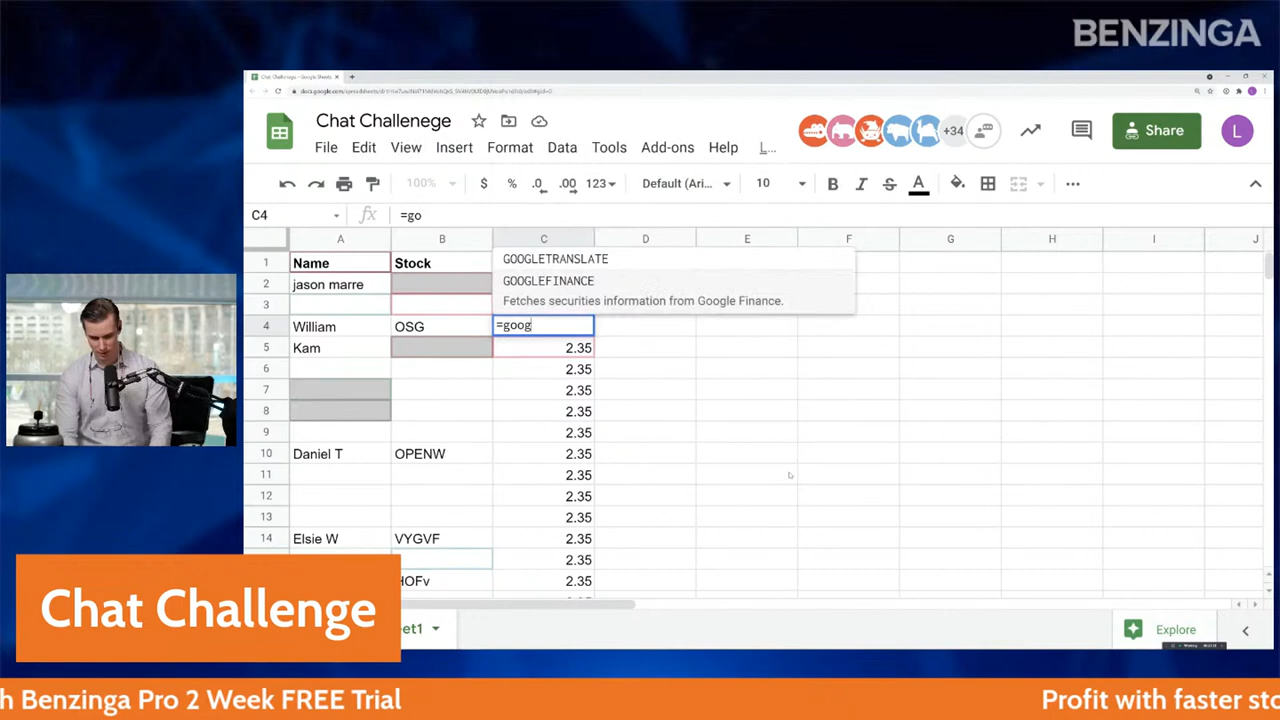 BENZINGA
Chat Challenege - Google Sheets
Chat Challenege
+34
Share
L
File Edit View Insert Format Data Tools Add-ons Help L...
100% $ % .0 .00 123 Default (Ari... 10 B I S A
C4 fx =go
A B C D E F G H I J
1 Name Stock GOOGLETRANSLATE
2 jason marre GOOGLEFINANCE
3 Fetches securities information from Google Finance.
4 William OSG =goog
5 Kam 2.35
6 2.35
7 2.35
8 2.35
9 2.35
10 Daniel T OPENW 2.35
11 2.35
12 2.35
13 2.35
14 Elsie W VYGVF 2.35
2.35
HOFv 2.35
Chat Challenge
eet1
Explore
h Benzinga Pro 2 Week FREE Trial
Profit with faster sto